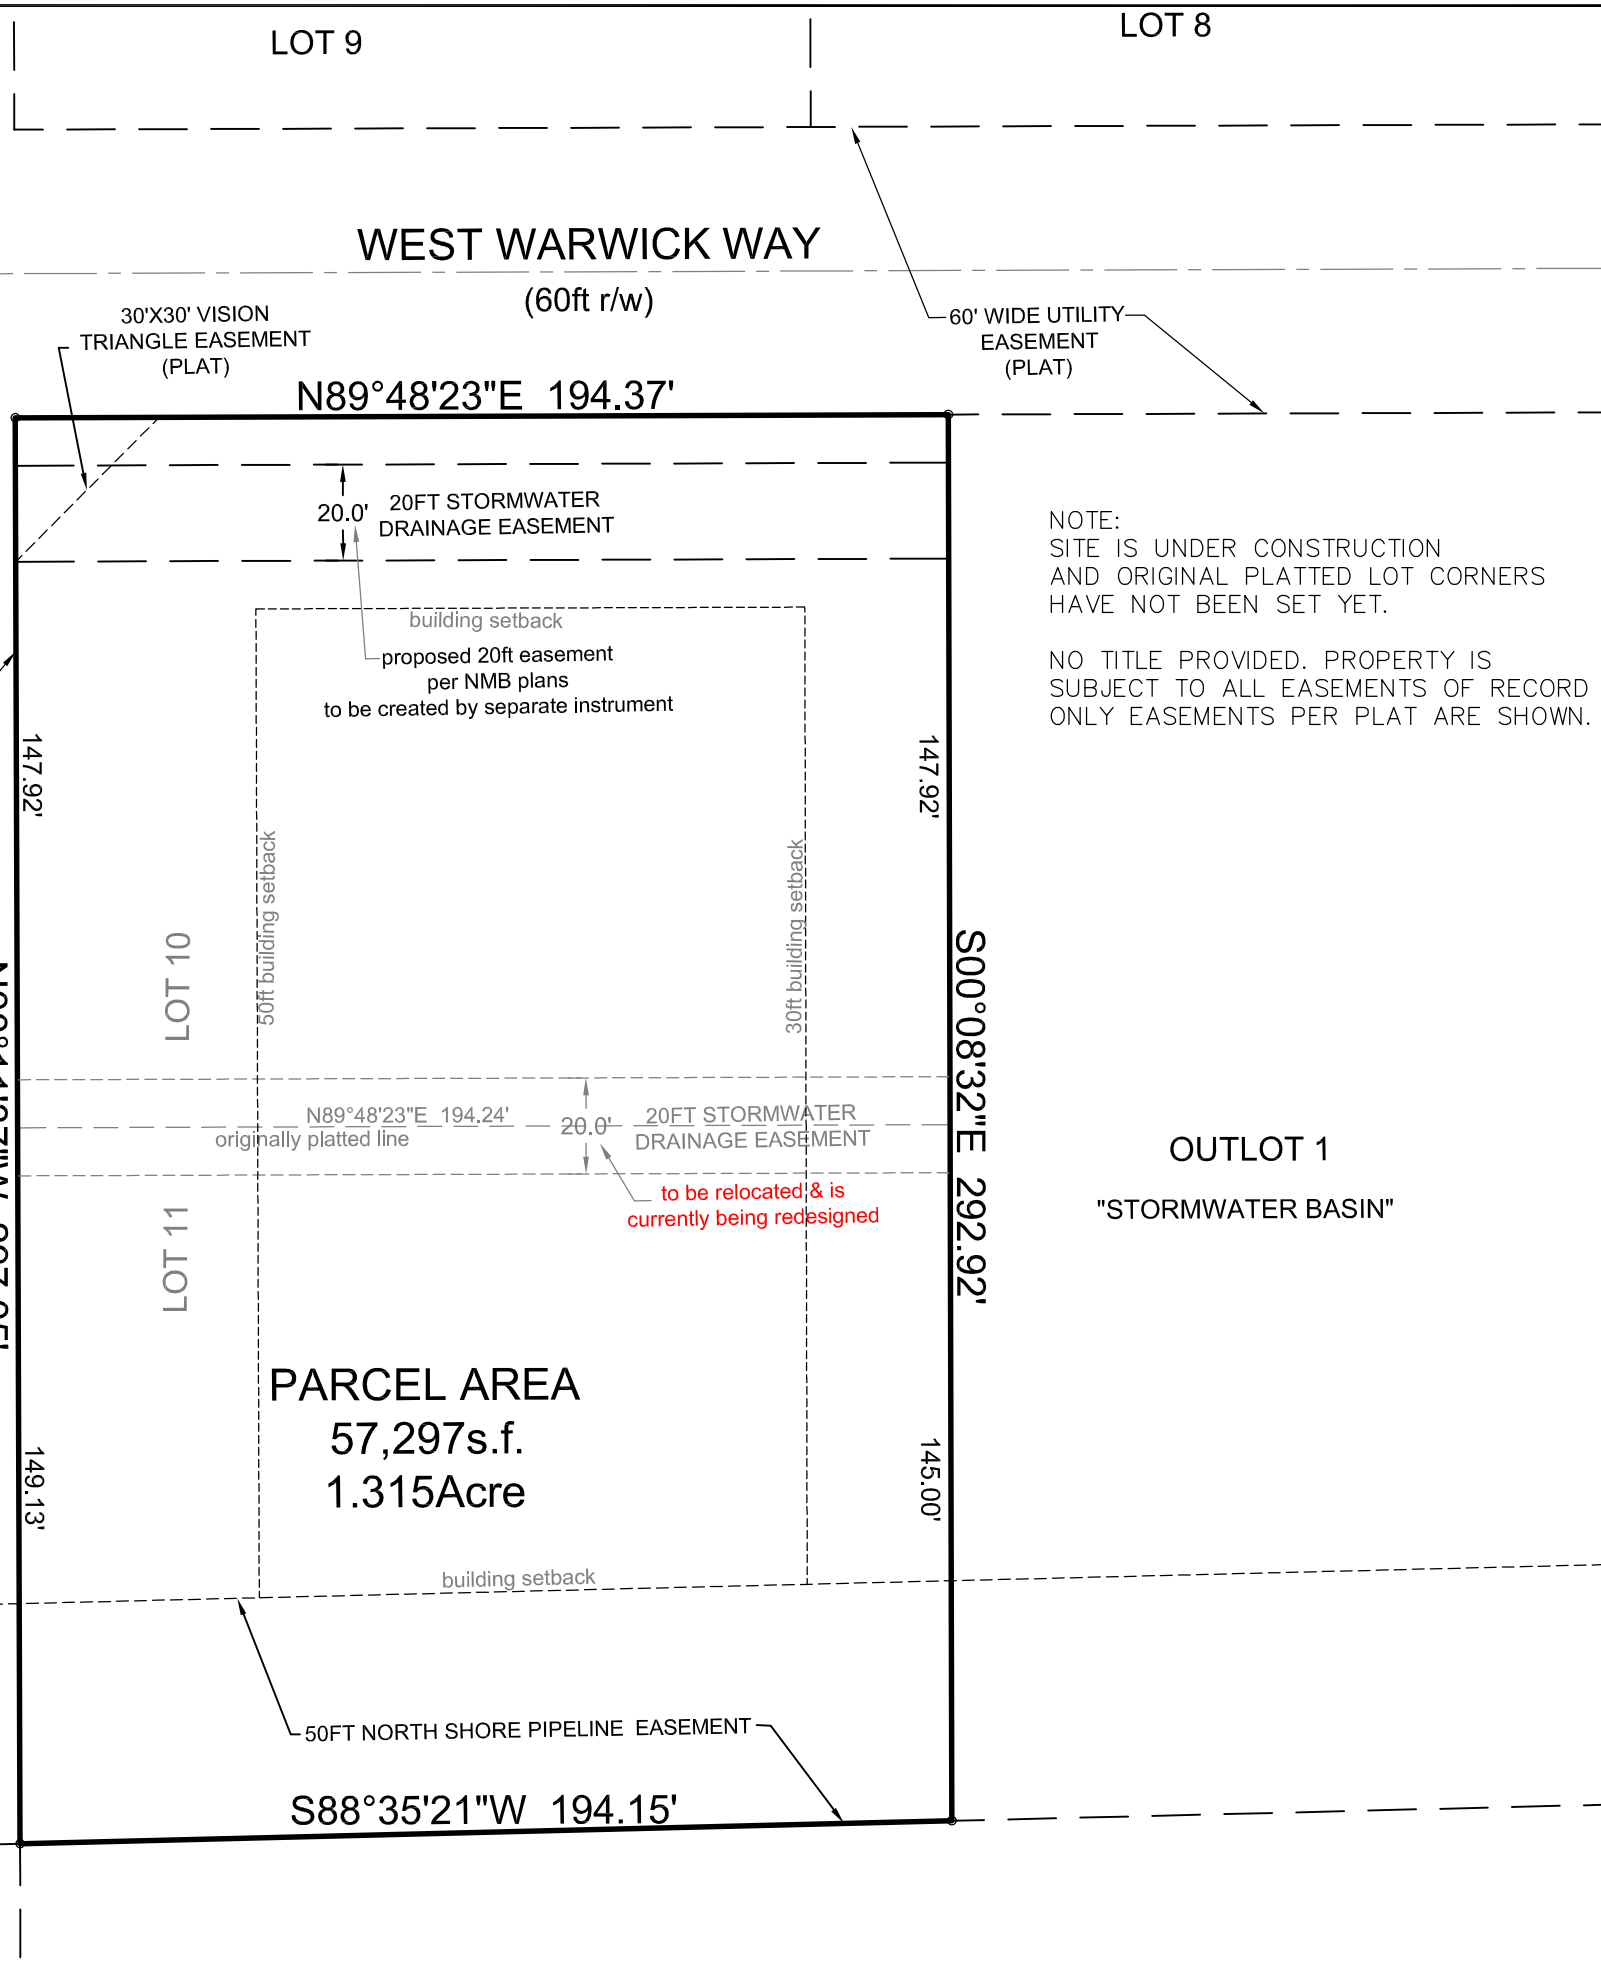 LOT 9
LOT 8
WEST WARWICK WAY
(60ft r/w)
30'X30' VISION
TRIANGLE EASEMENT
(PLAT)
60' WIDE UTILITY
EASEMENT
(PLAT)
N89°48'23"E 194.37'
20.0'
20FT STORMWATER
DRAINAGE EASEMENT
NOTE:
SITE IS UNDER CONSTRUCTION
AND ORIGINAL PLATTED LOT CORNERS
HAVE NOT BEEN SET YET.
NO TITLE PROVIDED. PROPERTY IS
SUBJECT TO ALL EASEMENTS OF RECORD
ONLY EASEMENTS PER PLAT ARE SHOWN.
building setback
proposed 20ft easement
per NMB plans
to be created by separate instrument
147.92'
147.92'
50ft building setback
30ft building setback
LOT 10
S00°08'32"E 292.92'
N89°48'23"E 194.24'
originally platted line
20.0'
20FT STORMWATER
DRAINAGE EASEMENT
to be relocated & is
currently being redesigned
OUTLOT 1
"STORMWATER BASIN"
LOT 11
PARCEL AREA
57,297s.f.
1.315Acre
149.13'
145.00'
building setback
50FT NORTH SHORE PIPELINE EASEMENT
S88°35'21"W 194.15'